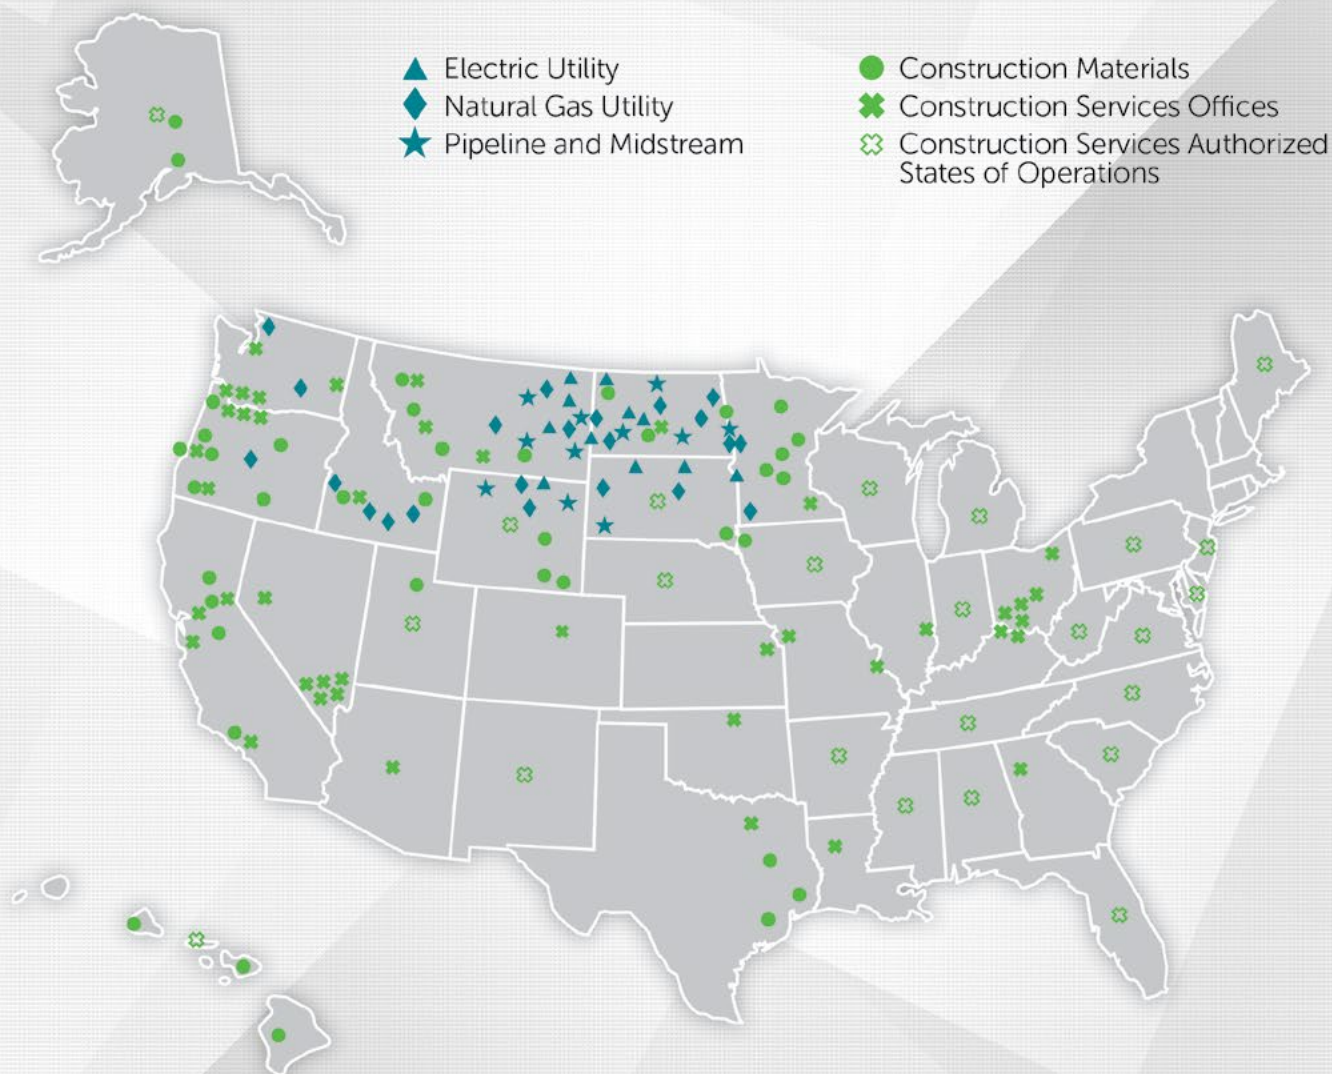 Electric Utility
Natural Gas Utility
Pipeline and Midstream
Construction Materials
Construction Services Offices
Construction Services Authorized
States of Operations